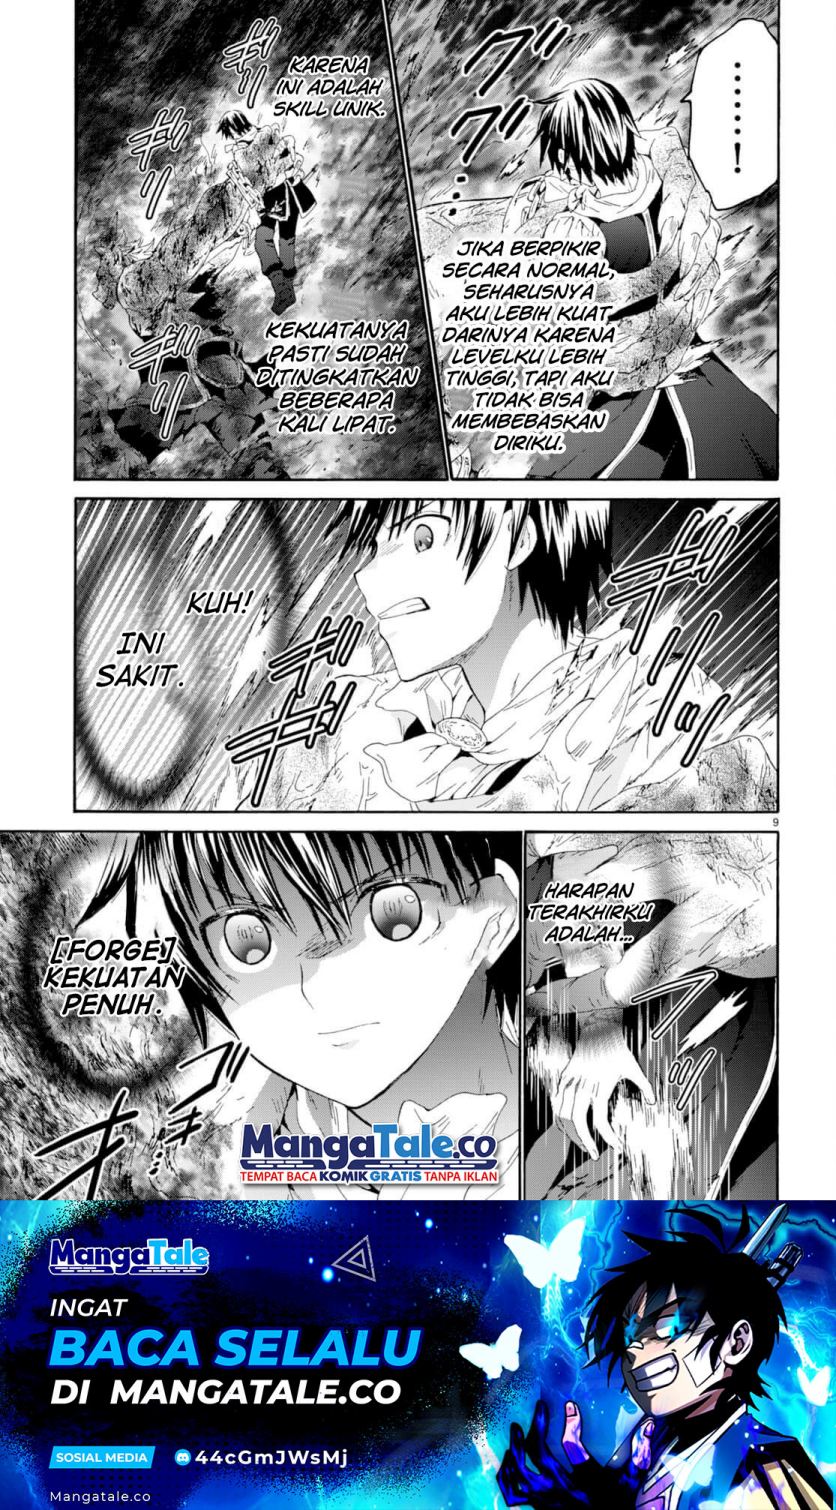 ......!
JIKA BERPIKIR
SECARA NORMAL,
SEHARUSNYA
AKU LEBIH KUAT
DARINYA KARENA
LEVELKU LEBIH
TINGGI, TAPI AKU
TIDAK BISA
MEMBEBASKAN
DIRIKU.
KARENA
INI ADALAH
SKILL UNIK.
KEKUATANYA
PASTI SUDAH
DITINGKATKAN
BEBERAPA
KALI LIPAT.
KUH!
INI
SAKIT.
9
HARAPAN
TERAKHIRKU
ADALAH...
[FORGE]
KEKUATAN
PENUH.
MangaTale.co
TEMPAT BACA KOMIK GRATIS TANPA IKLAN
MangaTale
INGAT
BACA SELALU
DI MANGATALE.CO
SOSIAL MEDIA
44cGmJWsMj
Mangatale.co